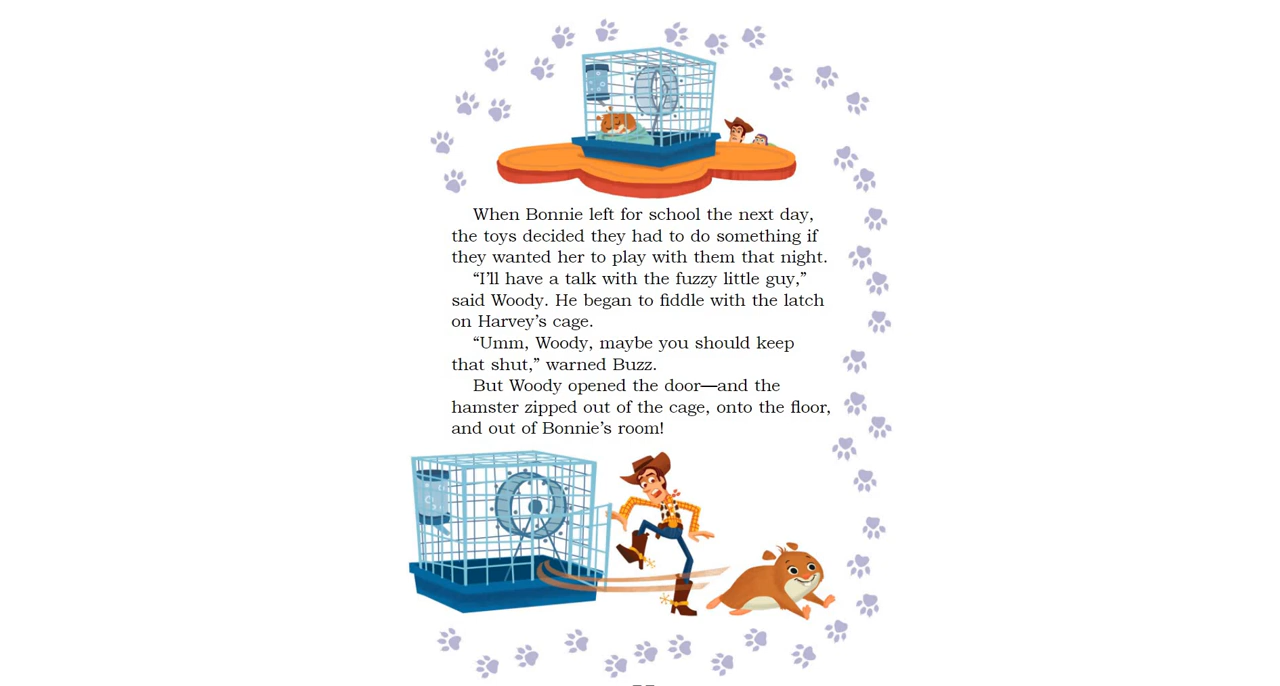 When Bonnie left for school the next day,
the toys decided they had to do something if
they wanted her to play with them that night.
“I’ll have a talk with the fuzzy little guy,”
said Woody. He began to fiddle with the latch
on Harvey’s cage.
“Umm, Woody, maybe you should keep
that shut,” warned Buzz.
But Woody opened the door—and the
hamster zipped out of the cage, onto the floor,
and out of Bonnie’s room!